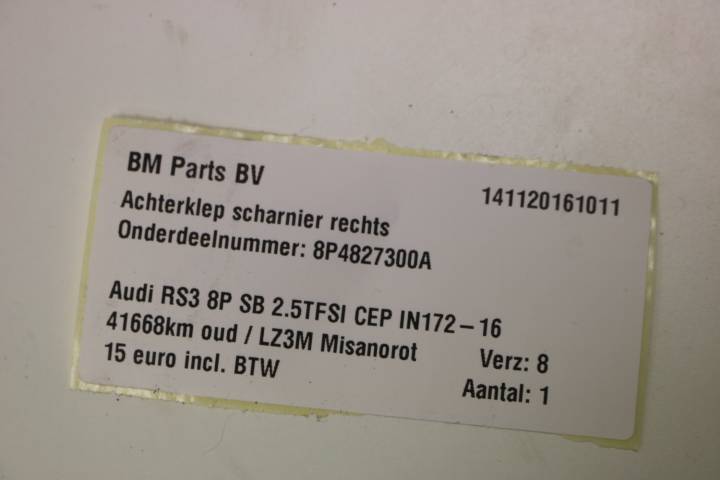 BM Parts BV
141120161011
Achterklep scharnier rechts
Onderdeelnummer: 8P4827300A
Audi RS3 8P SB 2.5TFSI CEP IN172-16
41668km oud / LZ3M Misanorot
Verz: 8
15 euro incl. BTW
Aantal: 1